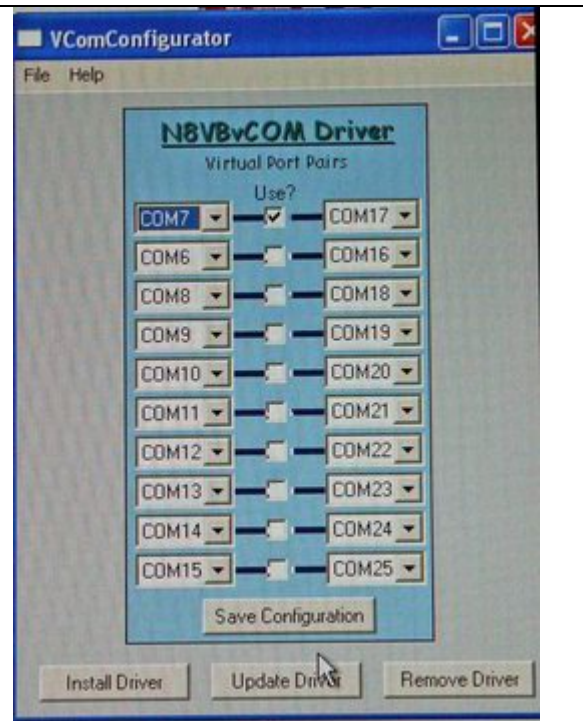 VComConfigurator
File Help
N8VBvCOM Driver
Virtual Port Pairs
Use?
COM7 COM17
COM6 COM16
COM8 COM18
COM9 COM19
COM10 COM20
COM11 COM21
COM12 COM22
COM13 COM23
COM14 COM24
COM15 COM25
Save Configuration
Install Driver Update Driver Remove Driver